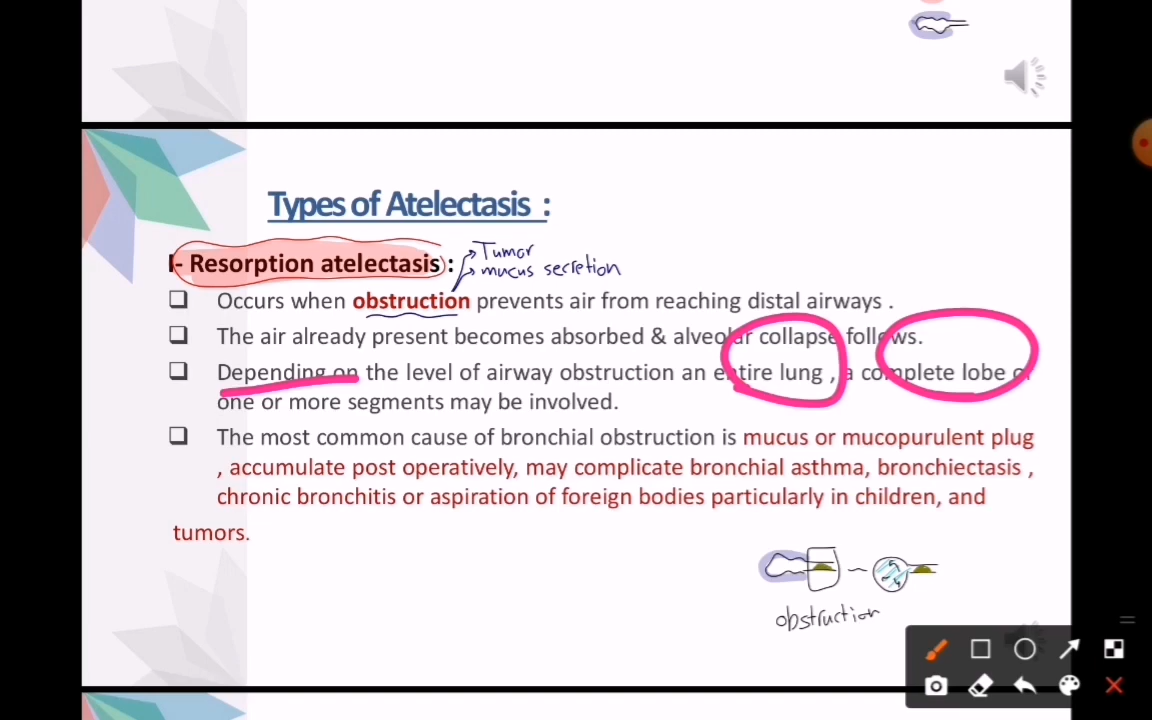 Types of Atelectasis :
I- Resorption atelectasis :
Tumor
mucus secretion
Occurs when obstruction prevents air from reaching distal airways .
The air already present becomes absorbed & alveolar collapse follows.
Depending on the level of airway obstruction an entire lung , a complete lobe or
one or more segments may be involved.
The most common cause of bronchial obstruction is mucus or mucopurulent plug
, accumulate post operatively, may complicate bronchial asthma, bronchiectasis ,
chronic bronchitis or aspiration of foreign bodies particularly in children, and
tumors.
obstruction